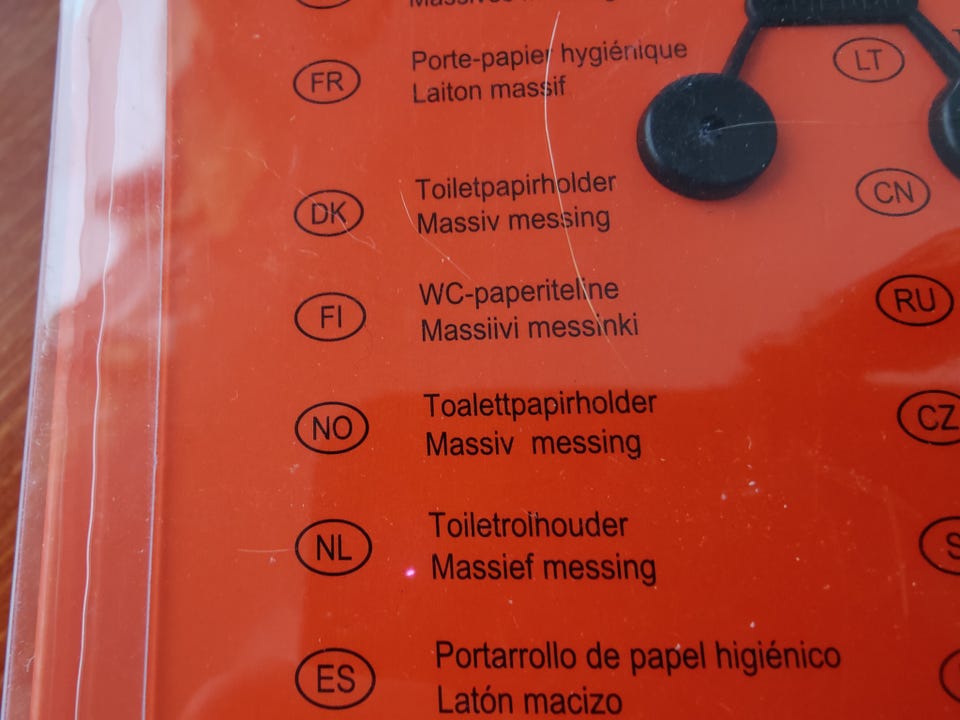 FR
Porte-papier hygiénique
Laiton massif
DK
Toiletpapirholder
Massiv messing
FI
WC-paperiteline
Massiivi messinki
NO
Toalettpapirholder
Massiv messing
NL
Toiletrolhouder
Massief messing
ES
Portarrollo de papel higiénico
Latón macizo
LT
CN
RU
CZ